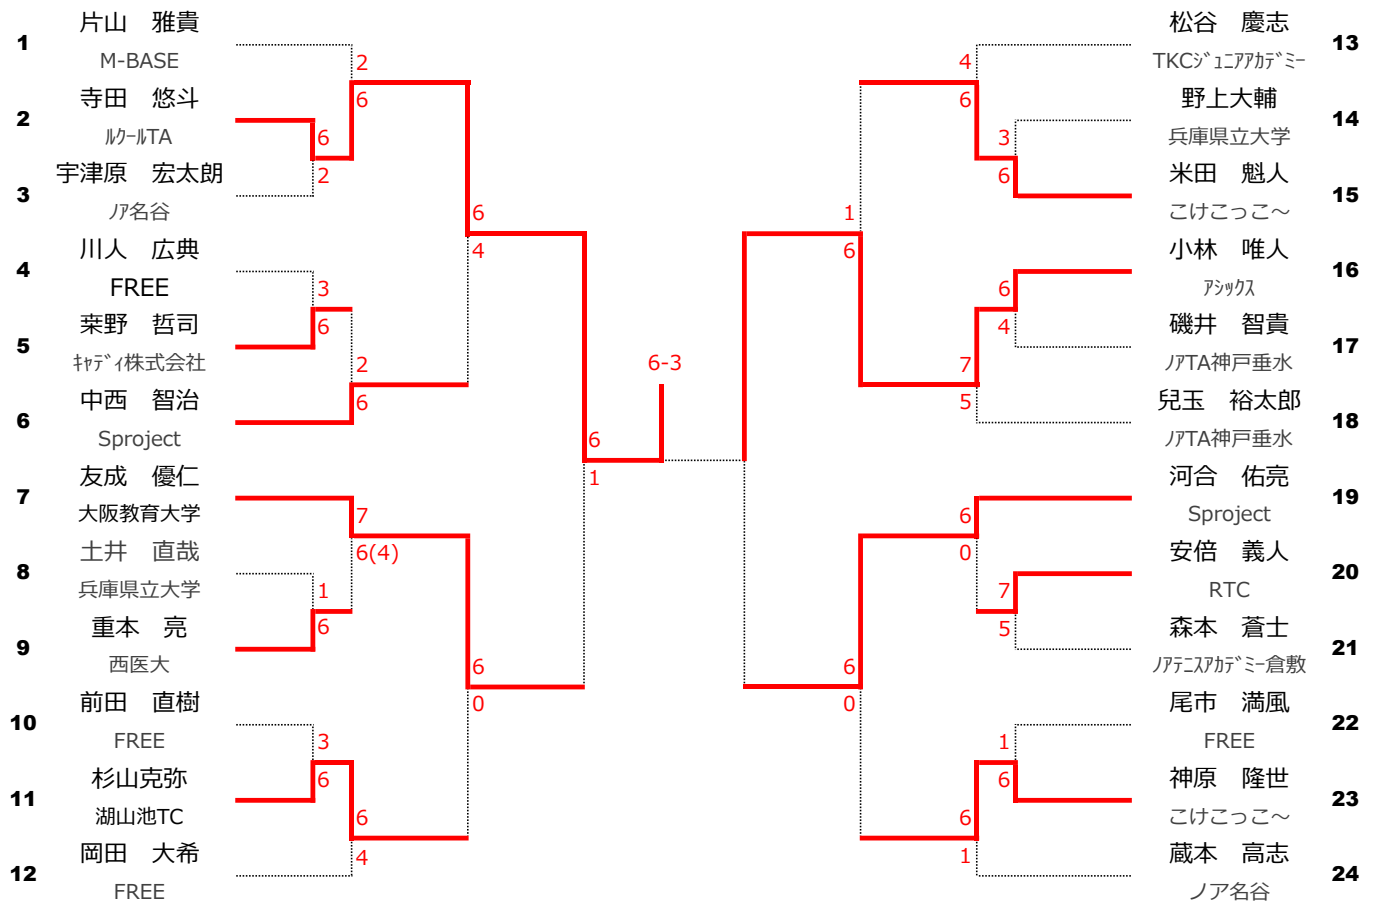 片山　雅貴
1
M-BASE
2
寺田　悠斗
6
2
ﾙｸｰﾙTA
6
宇津原　宏太朗
2
3
ﾉｱ名谷
6
川人　広典
4
4
FREE
3
桒野　哲司
6
5
ｷｬﾃﾞｨ株式会社
2
中西　智治
6
6
Sproject
6
友成　優仁
1
7
大阪教育大学
7
土井　直哉
6(4)
8
兵庫県立大学
1
重本　亮
6
9
西医大
6
前田　直樹
0
10
FREE
3
杉山克弥
6
11
湖山池TC
6
岡田　大希
4
12
FREE
6-3
松谷　慶志
13
TKCｼﾞｭﾆｱｱｶﾃﾞﾐｰ
4
野上大輔
6
14
兵庫県立大学
3
米田　魁人
6
15
こけこっこ～
1
小林　唯人
6
16
ｱｼｯｸｽ
6
磯井　智貴
4
17
ﾉｱTA神戸垂水
7
兒玉　裕太郎
5
18
ﾉｱTA神戸垂水
河合　佑亮
19
Sproject
6
安倍　義人
0
20
RTC
7
森本　蒼士
5
21
ﾉｱﾃﾆｽｱｶﾃﾞﾐｰ倉敷
6
尾市　満風
0
22
FREE
1
神原　隆世
6
23
こけこっこ～
6
蔵本　高志
1
24
ノア名谷